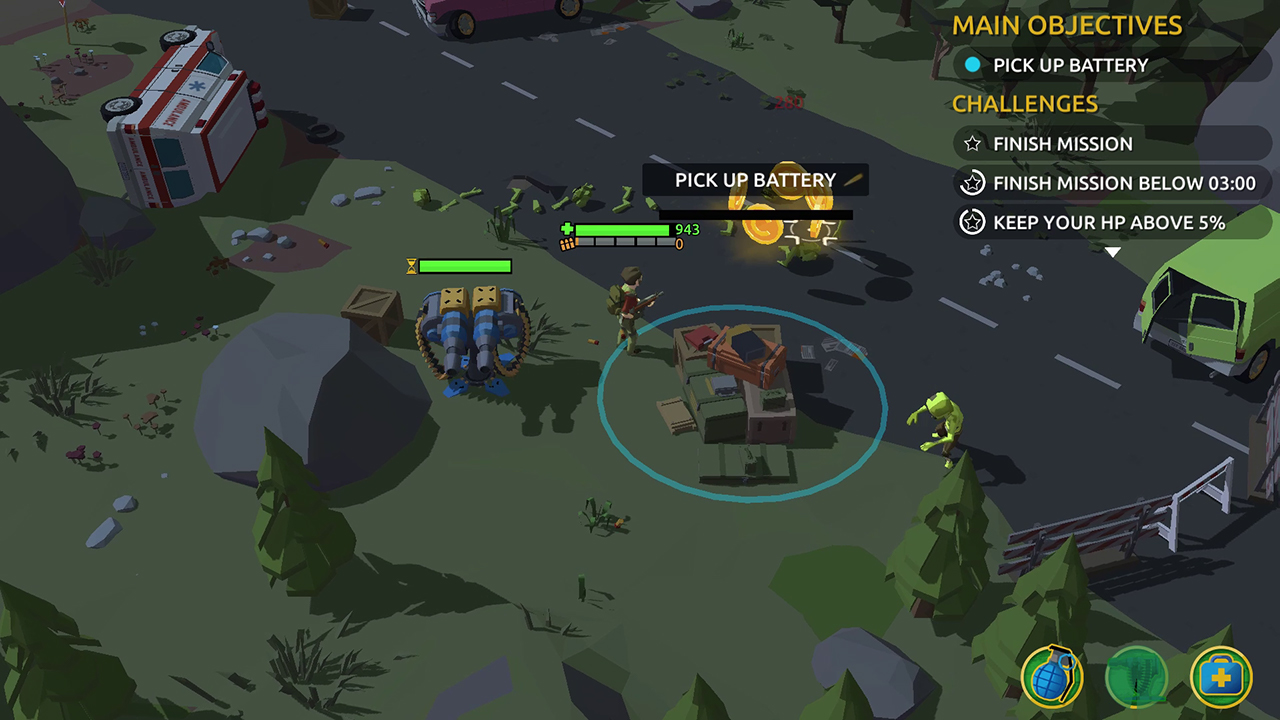 MAIN OBJECTIVES
PICK UP BATTERY
CHALLENGES
FINISH MISSION
FINISH MISSION BELOW 03:00
KEEP YOUR HP ABOVE 5%
280
PICK UP BATTERY
943
0
AMBULANCE